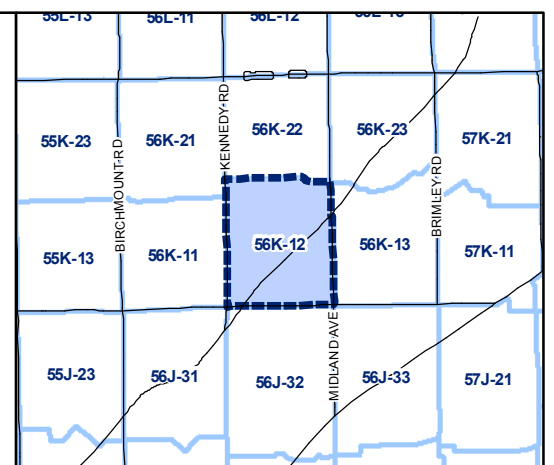 55L-13
56L-11
56L-12
KENNEDY RD
55K-23
56K-21
56K-22
56K-23
57K-21
BIRCHMOUNT RD
BRIMLEY RD
55K-13
56K-11
56K-12
56K-13
57K-11
MIDLAND AVE
55J-23
56J-31
56J-32
56J-33
57J-21